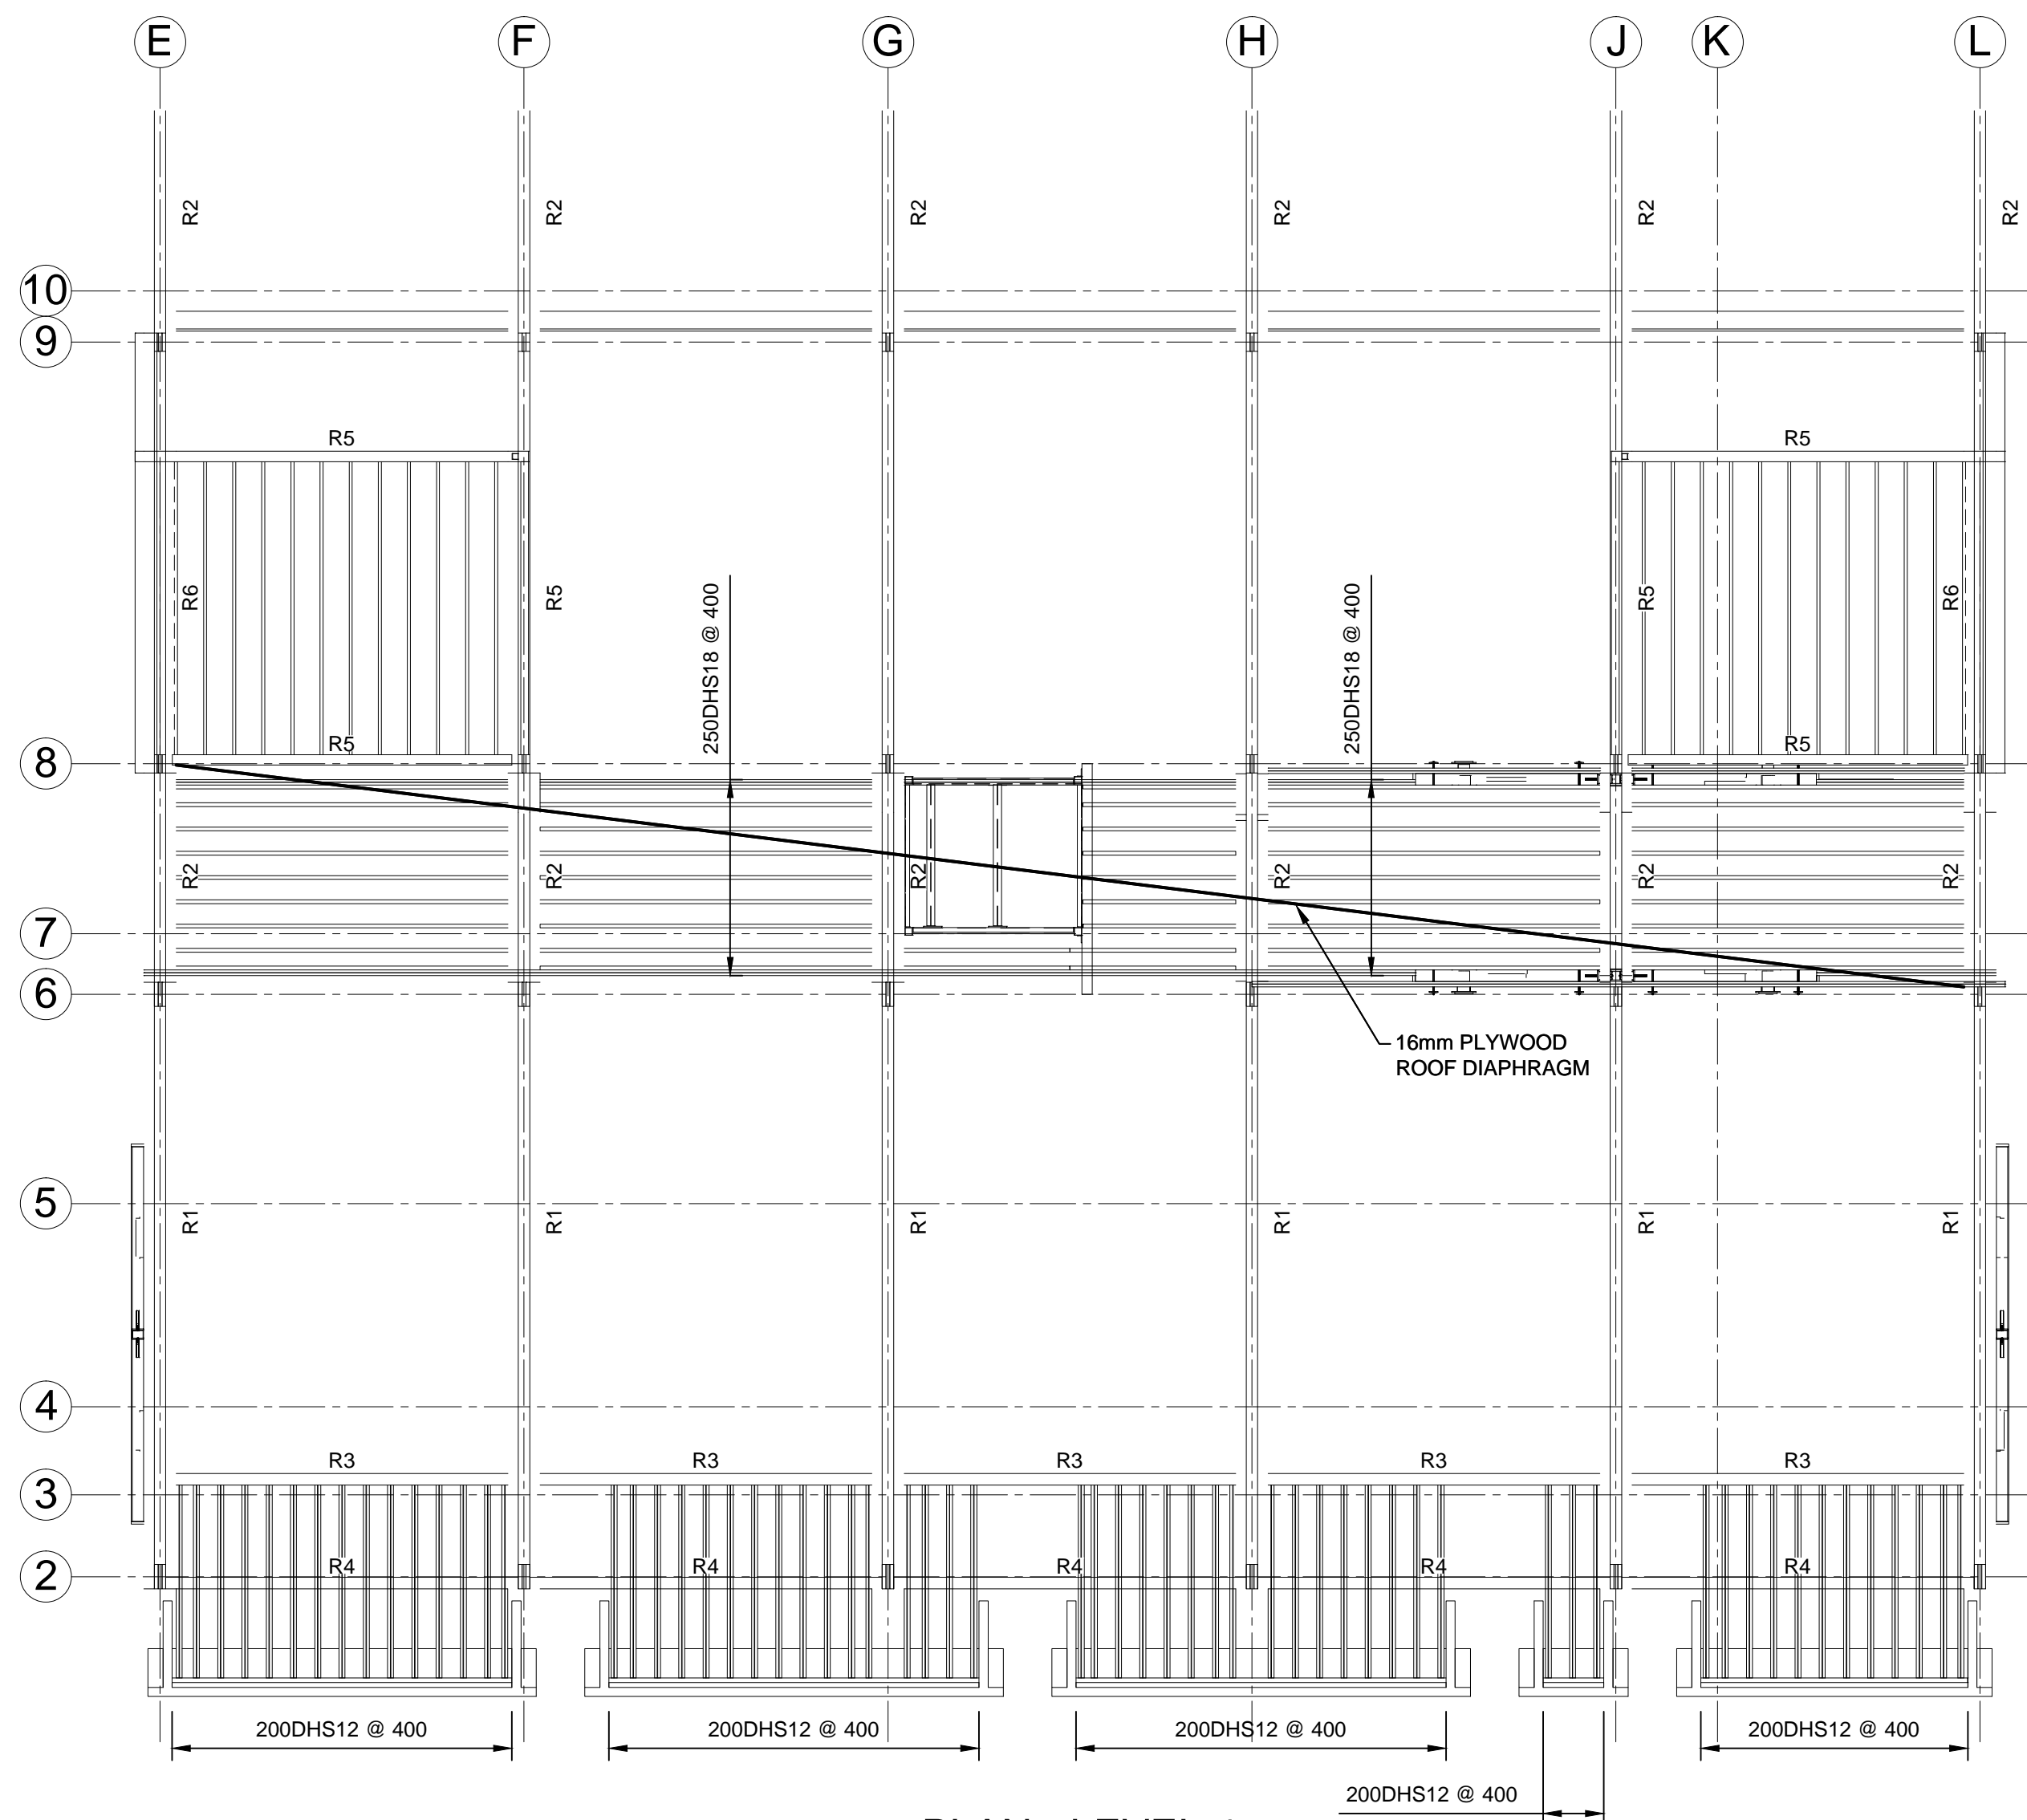 E F G H J K L
R2 R2 R2 R2 R2 R2
10
9
R5 R5
R6 R5 250DHS18 @ 400 250DHS18 @ 400 R5 R6
R5 R5
8
R2 R2 R2 R2 R2 R2
7
6
16mm PLYWOOD
ROOF DIAPHRAGM
5
R1 R1 R1 R1 R1 R1
4
R3 R3 R3 R3 R3
3
R4 R4 R4 R4 R4
2
200DHS12 @ 400 200DHS12 @ 400 200DHS12 @ 400 200DHS12 @ 400
200DHS12 @ 400